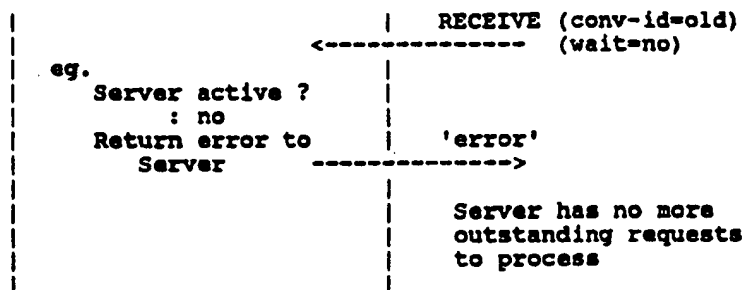 RECEIVE (conv-id=old)
<-------------- (wait=no)
eg.
Server active ?
: no
Return error to 'error'
Server -------------->
Server has no more
outstanding requests
to process